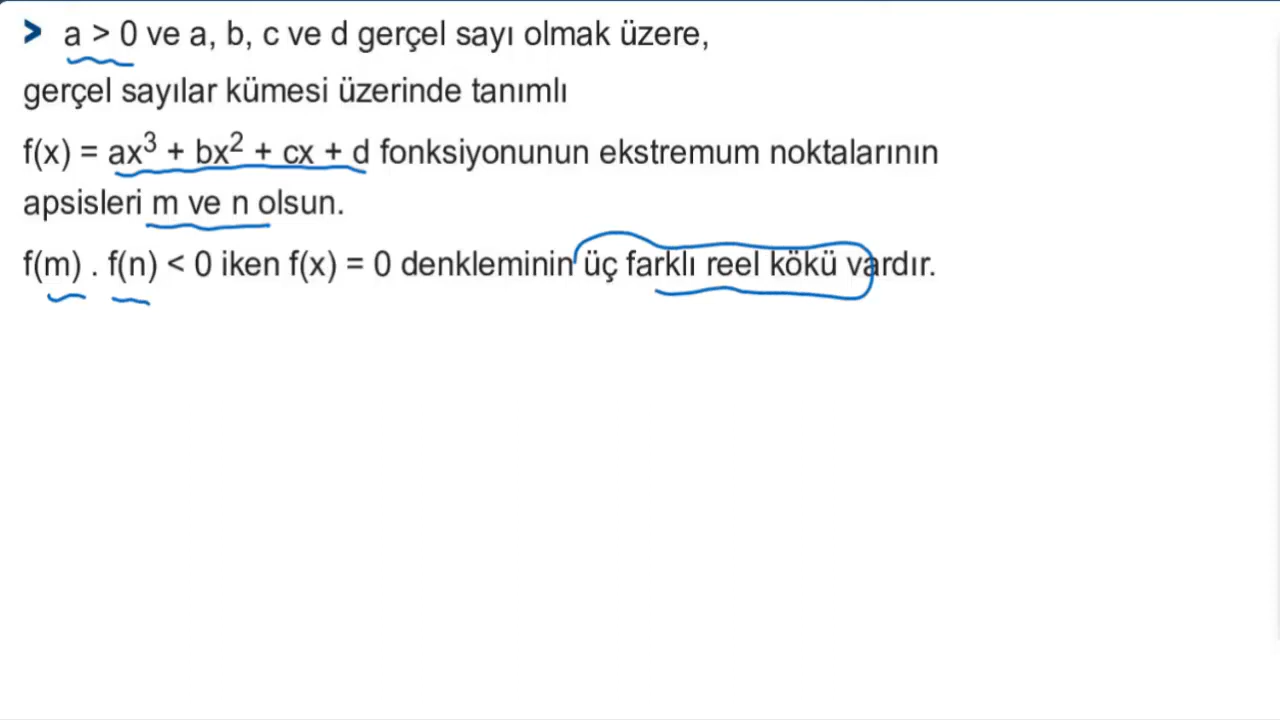 > a > 0 ve a, b, c ve d gerçel sayı olmak üzere,
gerçel sayılar kümesi üzerinde tanımlı
f(x) = ax³ + bx² + cx + d fonksiyonunun ekstremum noktalarının
apsisleri m ve n olsun.
f(m) . f(n) < 0 iken f(x) = 0 denkleminin üç farklı reel kökü vardır.